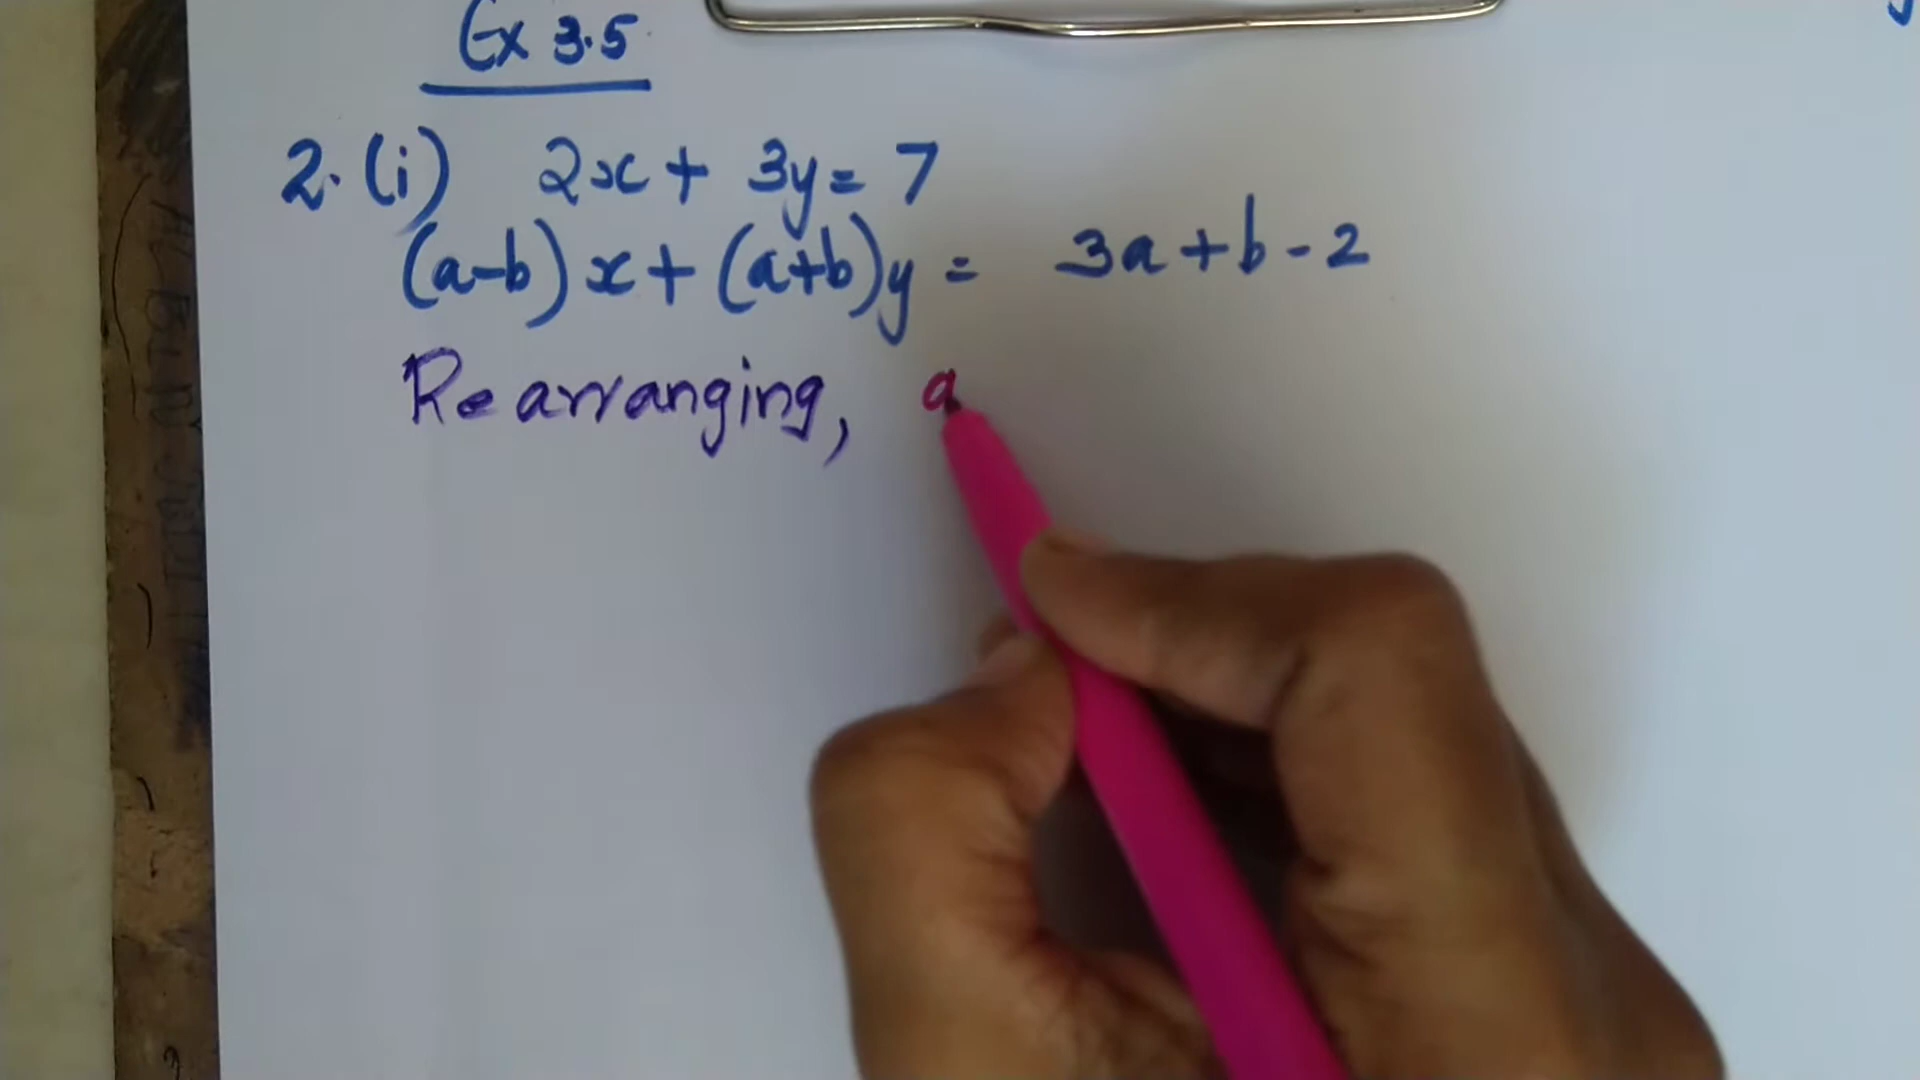 Ex 3.5
2. (i) 2x + 3y = 7
(a-b) x + (a+b)y = 3a + b - 2
Rearranging, a